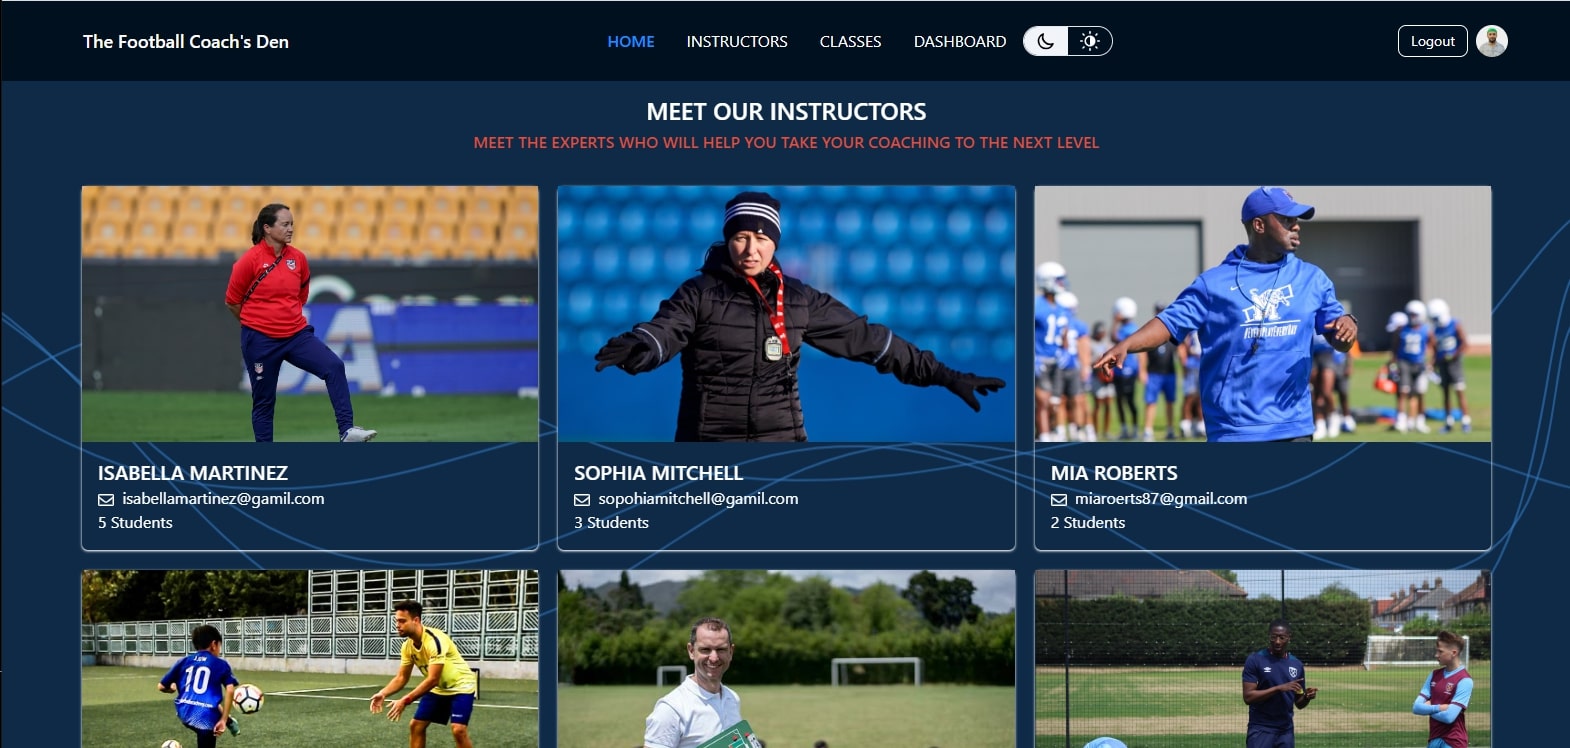 The Football Coach's Den
HOME INSTRUCTORS CLASSES DASHBOARD
Logout
MEET OUR INSTRUCTORS
MEET THE EXPERTS WHO WILL HELP YOU TAKE YOUR COACHING TO THE NEXT LEVEL
ISABELLA MARTINEZ
isabellamartinez@gamil.com
5 Students
SOPHIA MITCHELL
sopohiamitchell@gamil.com
3 Students
MIA ROBERTS
miaroerts87@gmail.com
2 Students
10